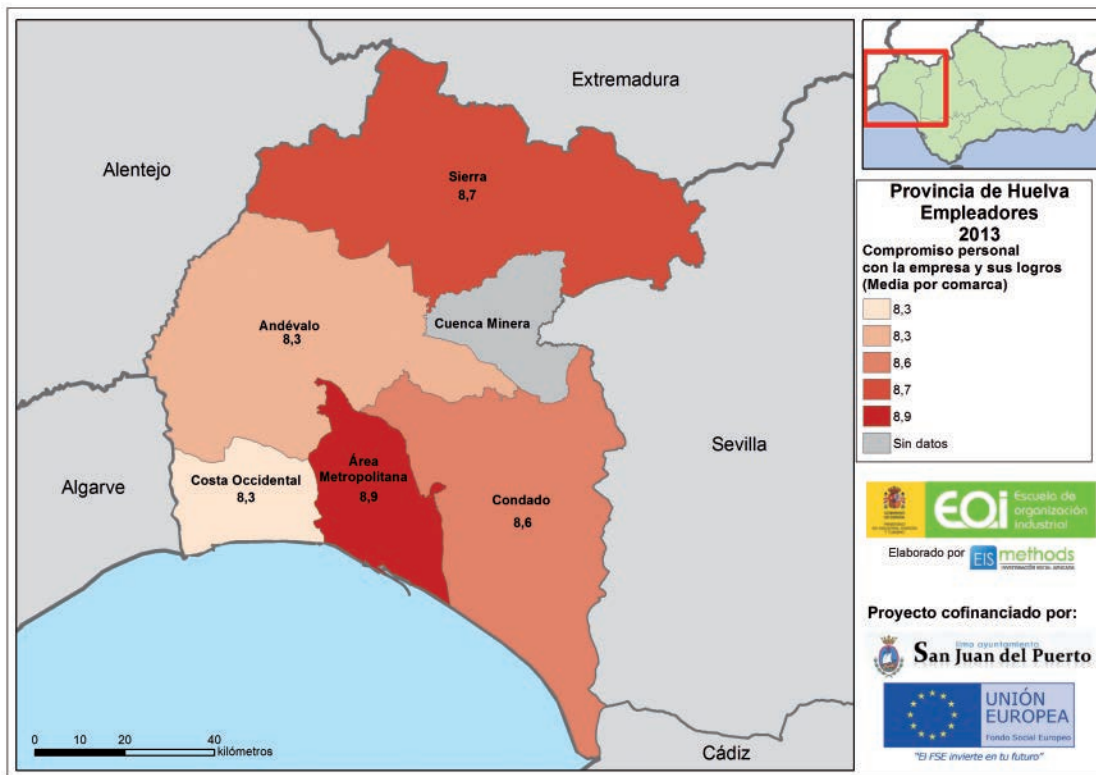 Extremadura
Alentejo
Sierra
8,7
Cuenca Minera
Andévalo
8,3
Sevilla
Área
Metropolitana
8,9
Costa Occidental
8,3
Algarve
Condado
8,6
Cádiz
0 10 20 40
kilómetros
Provincia de Huelva
Empleadores
2013
Compromiso personal
con la empresa y sus logros
(Media por comarca)
8,3
8,3
8,6
8,7
8,9
Sin datos
EOi
Escuela de
organización
industrial
Elaborado por
EIS methods
INVESTIGACIÓN SOCIAL APLICADA
Proyecto cofinanciado por:
ayuntamiento
San Juan del Puerto
UNIÓN
EUROPEA
Fondo Social Europeo
"El FSE invierte en tu futuro"